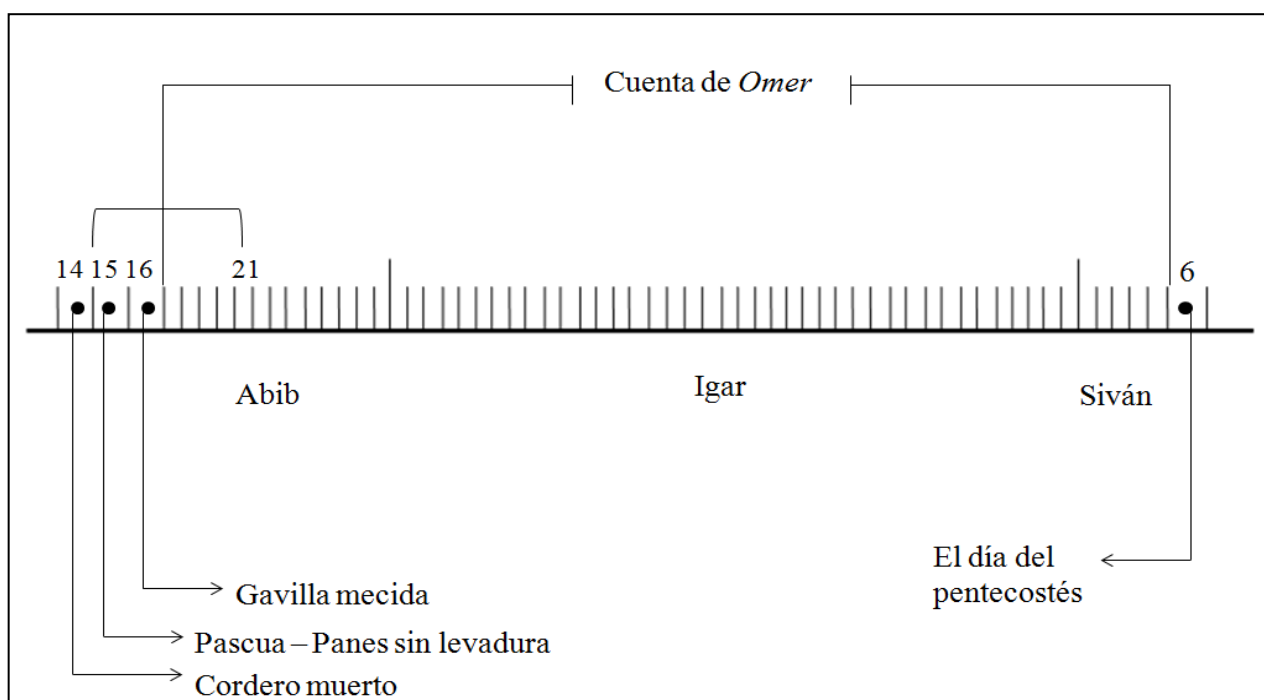 Cuenta de Omer
14 15 16 21 6
Abib Igar Siván
El día del
pentecostés
Gavilla mecida
Pascua – Panes sin levadura
Cordero muerto